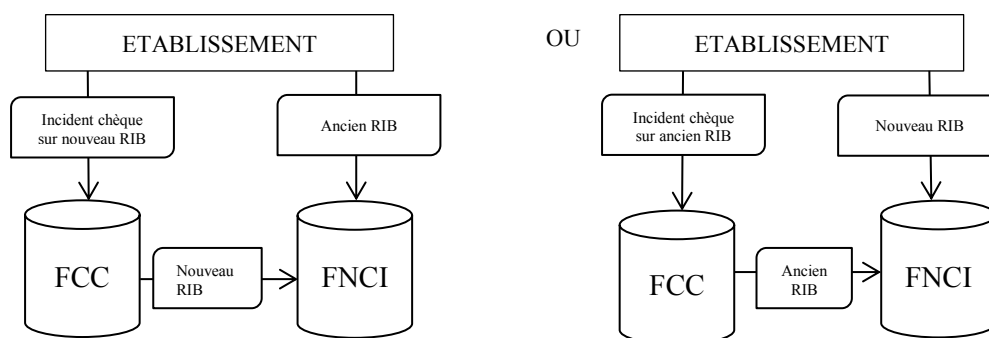 ETABLISSEMENT
Incident chèque
sur nouveau RIB
Ancien RIB
FCC
Nouveau
RIB
FNCI
OU
ETABLISSEMENT
Incident chèque
sur ancien RIB
Nouveau RIB
FCC
Ancien
RIB
FNCI